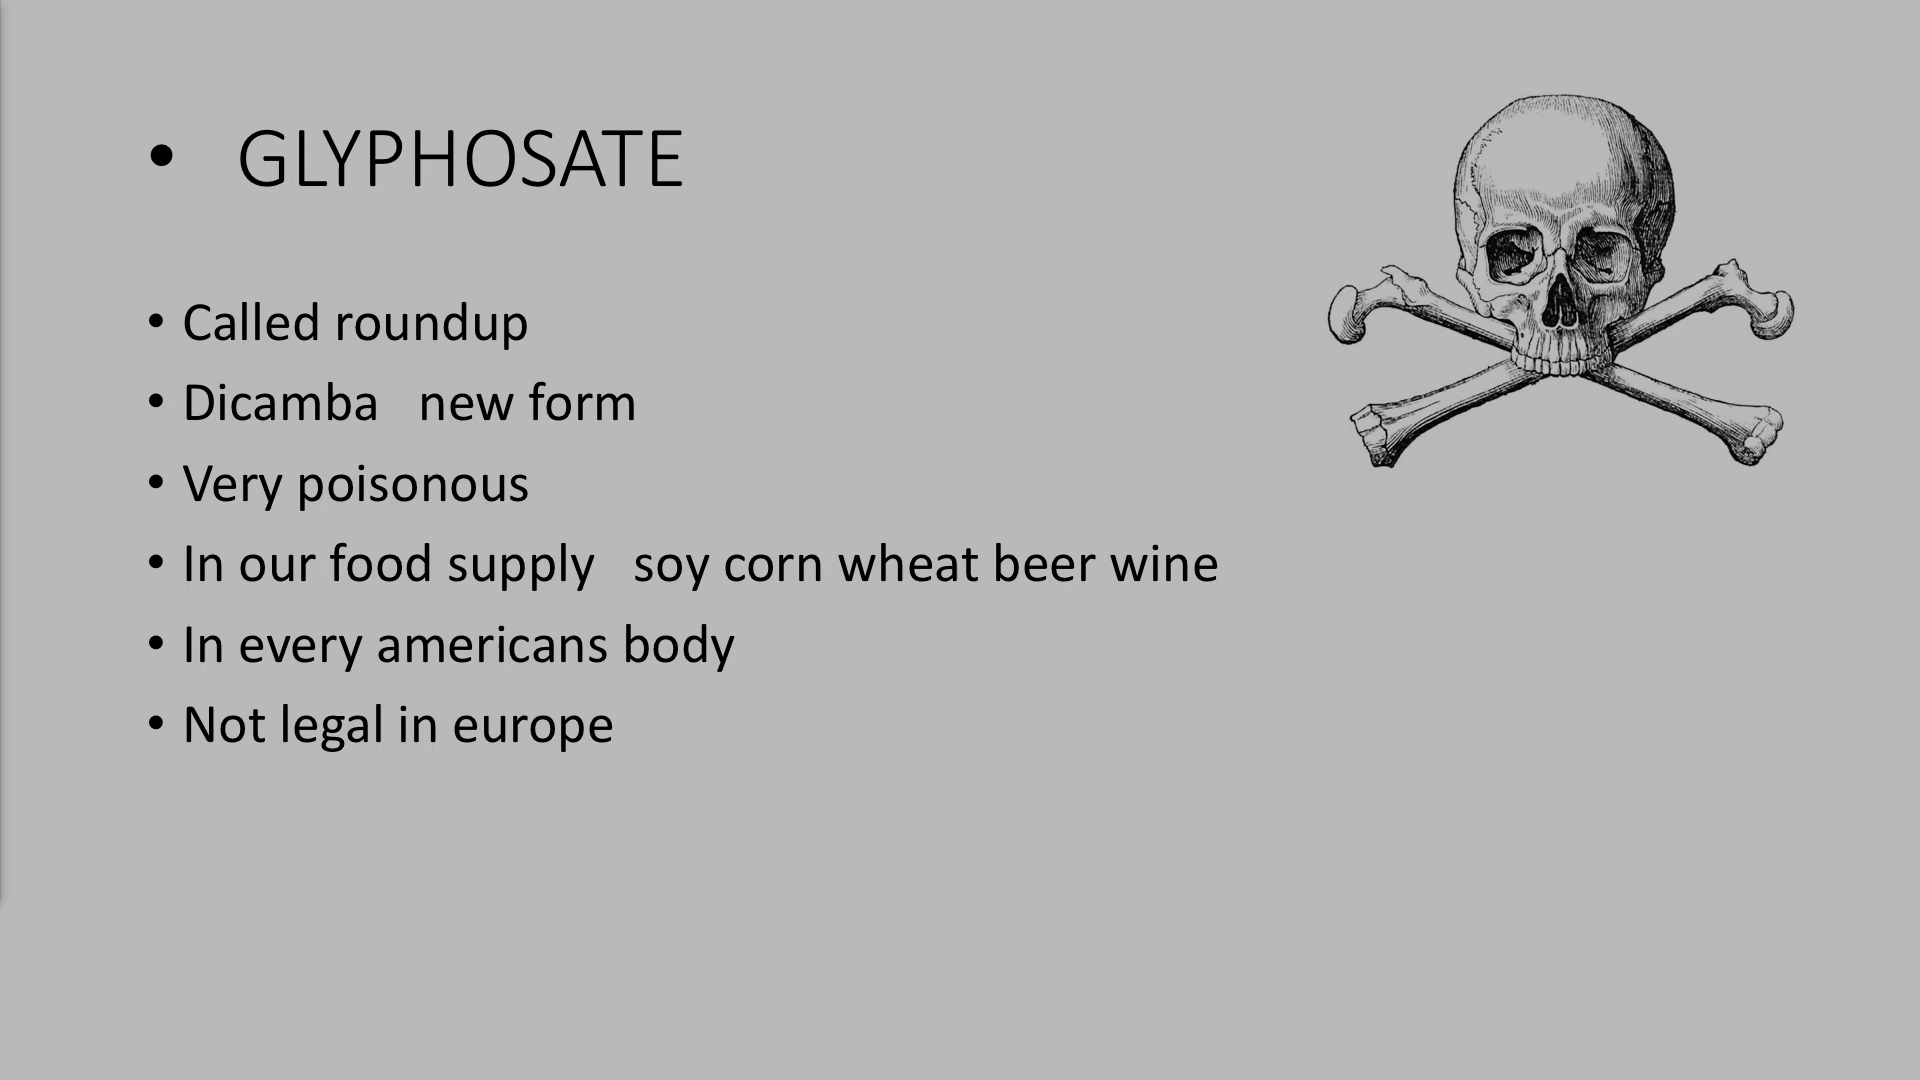 • GLYPHOSATE
• Called roundup
• Dicamba new form
• Very poisonous
• In our food supply soy corn wheat beer wine
• In every americans body
• Not legal in europe